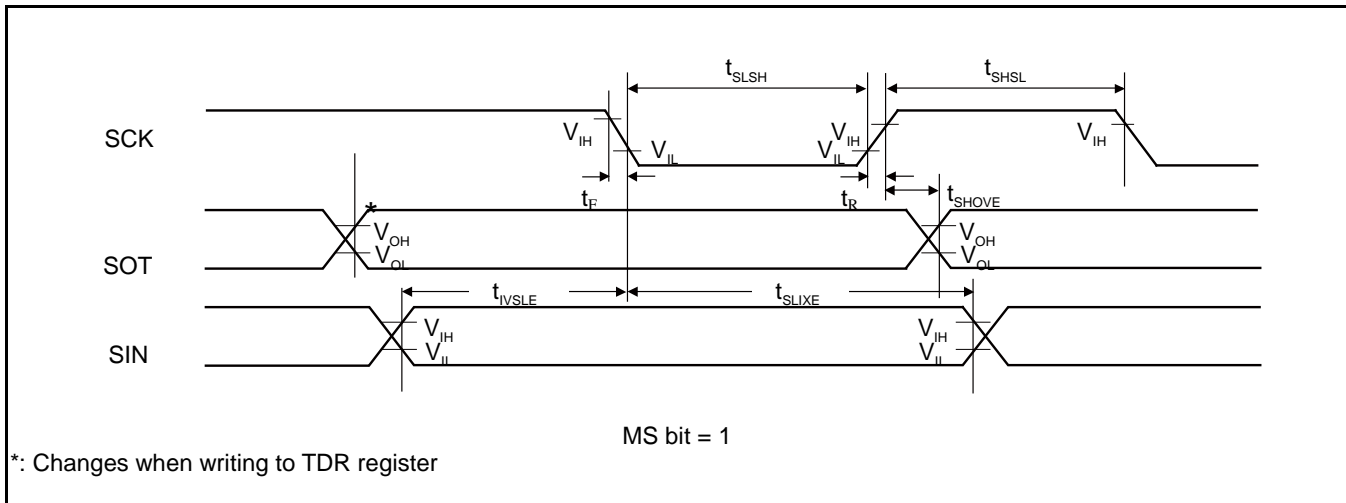 tSLSH tSHSL
SCK VIH VIL VIL VIH VIH
tF tR tSHOVE
*
SOT VOH VOH
VOL VOL
tIVSLE tSLIXE
SIN VIH VIH
VIL VIL
MS bit = 1
*: Changes when writing to TDR register